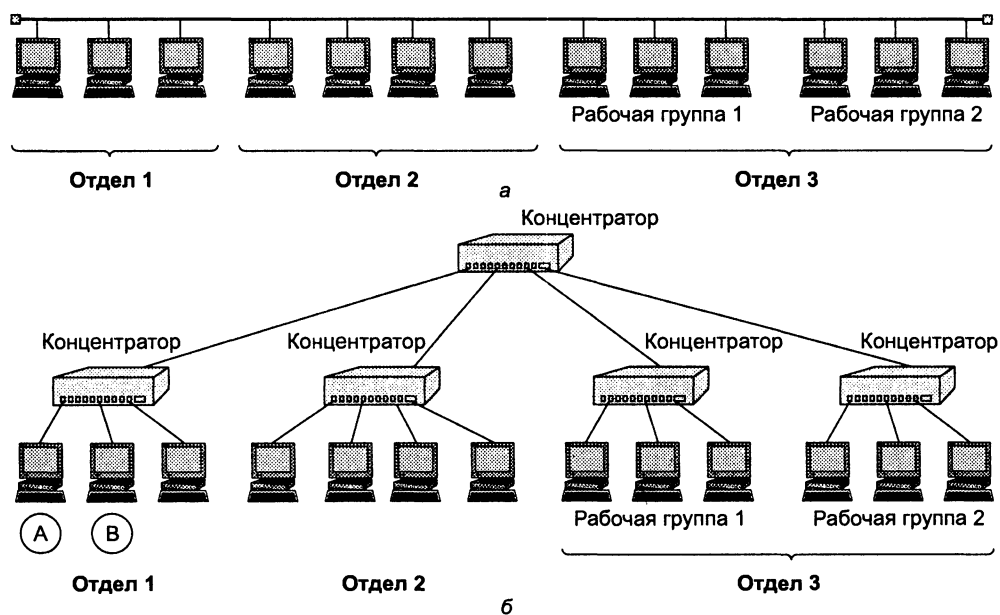 Рабочая группа 1 Рабочая группа 2
Отдел 1 Отдел 2 Отдел 3
а
Концентратор
Концентратор Концентратор Концентратор Концентратор
Рабочая группа 1 Рабочая группа 2
A B
Отдел 1 Отдел 2 Отдел 3
б